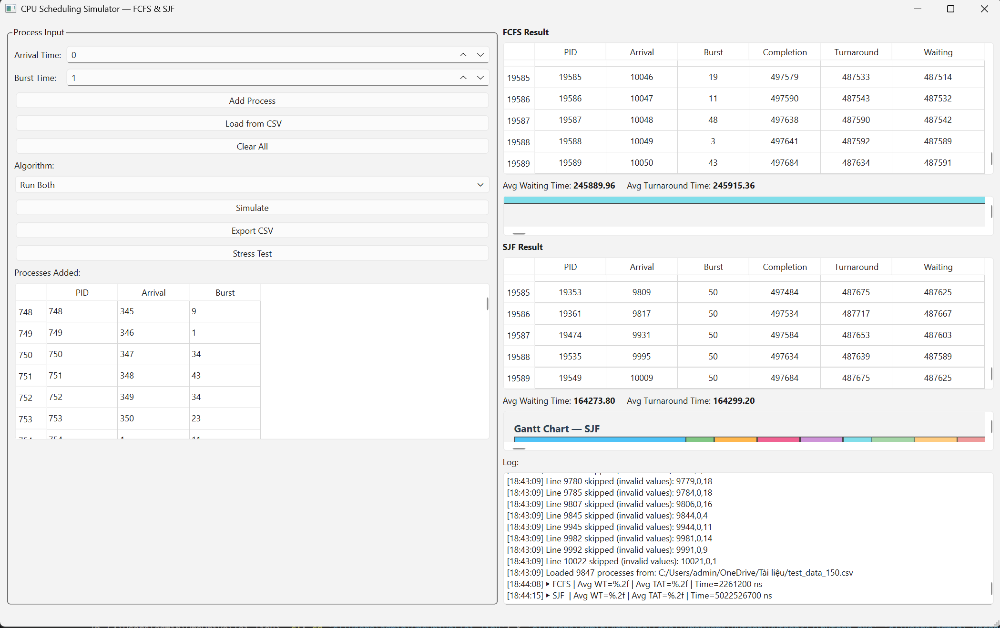 CPU Scheduling Simulator — FCFS & SJF
Process Input
Arrival Time: 0
Burst Time: 1
Add Process
Load from CSV
Clear All
Algorithm:
Run Both
Simulate
Export CSV
Stress Test
Processes Added:
PID Arrival Burst
748 748 345 9
749 749 346 1
750 750 347 34
751 751 348 43
752 752 349 34
753 753 350 23
754 754 1 11
FCFS Result
PID Arrival Burst Completion Turnaround Waiting
19585 19585 10046 19 497579 487533 487514
19586 19586 10047 11 497590 487543 487532
19587 19587 10048 48 497638 487590 487542
19588 19588 10049 3 497641 487592 487589
19589 19589 10050 43 497684 487634 487591
Avg Waiting Time: 245889.96 Avg Turnaround Time: 245915.36
SJF Result
PID Arrival Burst Completion Turnaround Waiting
19585 19353 9809 50 497484 487675 487625
19586 19361 9817 50 497534 487717 487667
19587 19474 9931 50 497584 487653 487603
19588 19535 9995 50 497634 487639 487589
19589 19549 10009 50 497684 487675 487625
Avg Waiting Time: 164273.80 Avg Turnaround Time: 164299.20
Gantt Chart — SJF
Log:
[18:43:09] Line 9780 skipped (invalid values): 9779,0,18
[18:43:09] Line 9785 skipped (invalid values): 9784,0,18
[18:43:09] Line 9807 skipped (invalid values): 9806,0,16
[18:43:09] Line 9845 skipped (invalid values): 9844,0,4
[18:43:09] Line 9945 skipped (invalid values): 9944,0,11
[18:43:09] Line 9982 skipped (invalid values): 9981,0,14
[18:43:09] Line 9992 skipped (invalid values): 9991,0,9
[18:43:09] Line 10022 skipped (invalid values): 10021,0,1
[18:43:09] Loaded 9847 processes from: C:/Users/admin/OneDrive/Tài liệu/test_data_150.csv
[18:44:08] ▶ FCFS | Avg WT=%.2f | Avg TAT=%.2f | Time=2261200 ns
[18:44:15] ▶ SJF | Avg WT=%.2f | Avg TAT=%.2f | Time=5022526700 ns